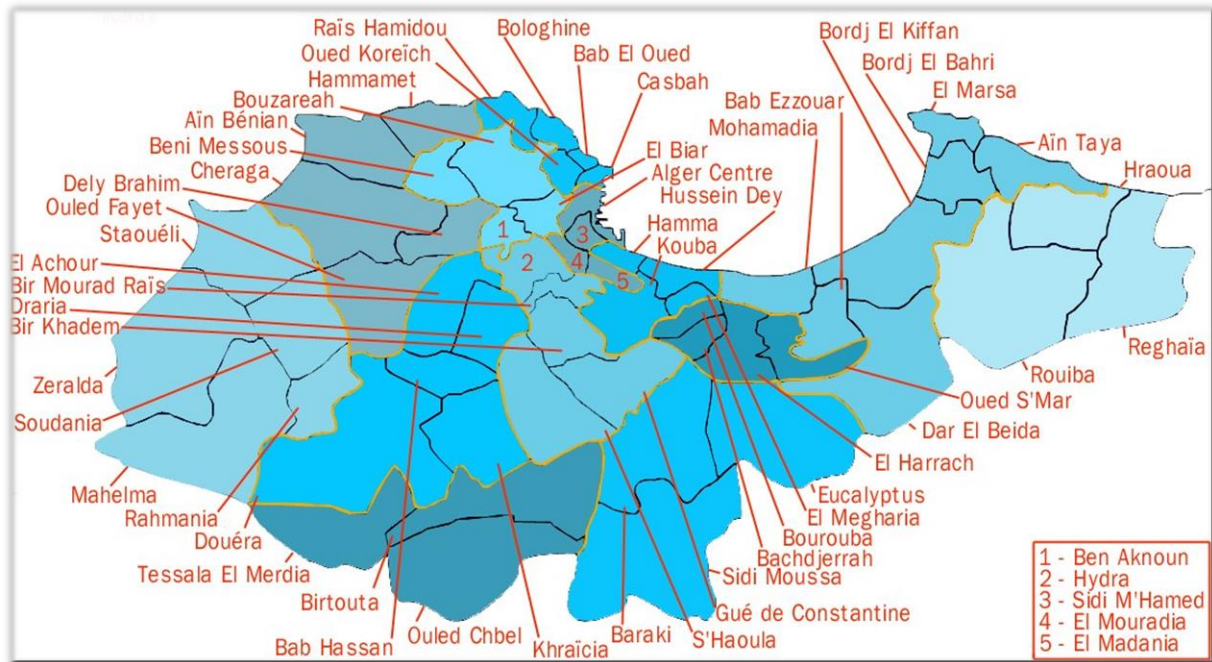 Raïs Hamidou
Oued Koreïch
Hammamet
Bouzareah
Aïn Bénian
Beni Messous
Cheraga
Dely Brahim
Ouled Fayet
Staouéli
El Achour
Bir Mourad Raïs
Draria
Bir Khadem
Zeralda
Soudania
Mahelma
Rahmania
Douéra
Tessala El Merdia
Birtouta
Bab Hassan
Ouled Chbel
Khraïcia
Baraki
S'Haoula
Gué de Constantine
Sidi Moussa
Bachdjerrah
Bourouba
El Megharia
Eucalyptus
El Harrach
Dar El Beida
Oued S'Mar
Rouiba
Reghaïa
Hraoua
Aïn Taya
El Marsa
Bordj El Bahri
Bordj El Kiffan
Bab Ezzouar
Mohamadia
Bologhine
Bab El Oued
Casbah
El Biar
Alger Centre
Hussein Dey
Hamma
Kouba
1
2
3
4
5
1 - Ben Aknoun
2 - Hydra
3 - Sidi M'Hamed
4 - El Mouradia
5 - El Madania